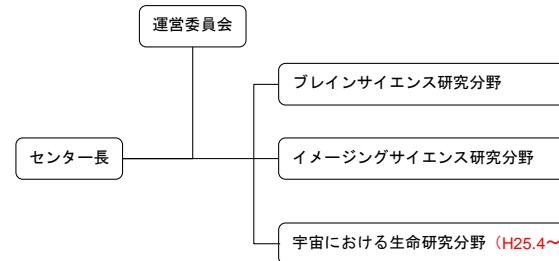 運営委員会
ブレインサイエンス研究分野
センター長
イメージングサイエンス研究分野
宇宙における生命研究分野（H25.4～